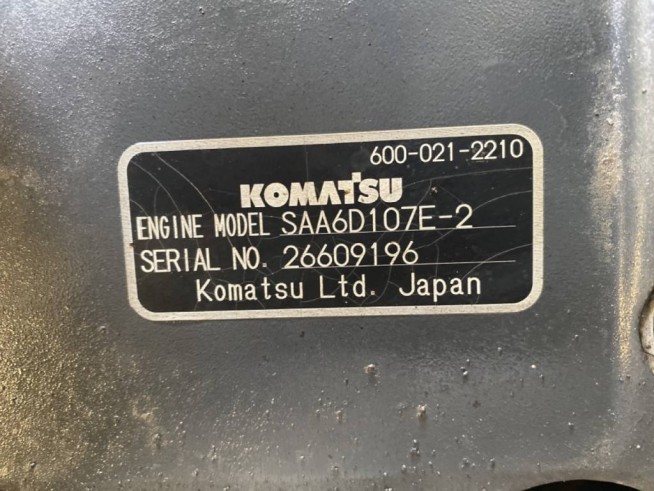 600-021-2210
KOMATSU
ENGINE MODEL SAA6D107E-2
SERIAL NO. 26609196
Komatsu Ltd. Japan